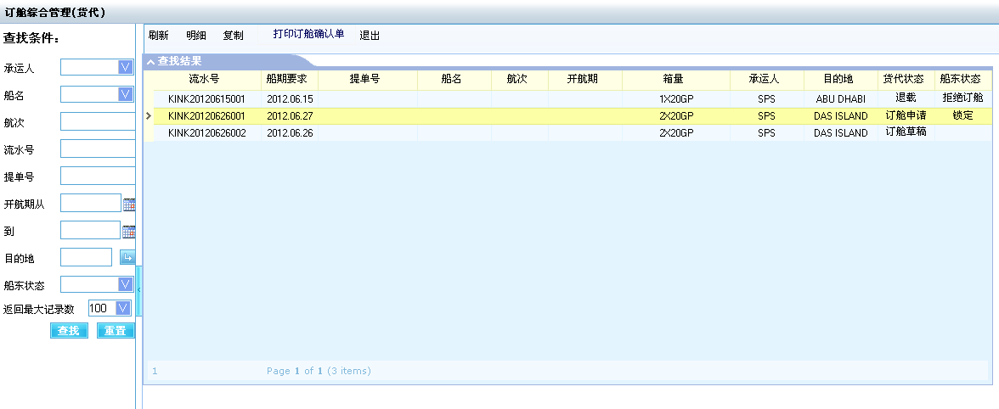 订舱综合管理(货代)
查找条件：
承运人
船名
航次
流水号
提单号
开航期从
到
目的地
船东状态
返回最大记录数 100
查找 重置
刷新 明细 复制 打印订舱确认单 退出
查找结果
流水号 船期要求 提单号 船名 航次 开航期 箱量 承运人 目的地 货代状态 船东状态
KINK20120615001 2012.06.15 1X20GP SPS ABU DHABI 退载 拒绝订舱
KINK20120626001 2012.06.27 2X20GP SPS DAS ISLAND 订舱申请 锁定
KINK20120626002 2012.06.26 2X20GP SPS DAS ISLAND 订舱草稿
1 Page 1 of 1 (3 items)